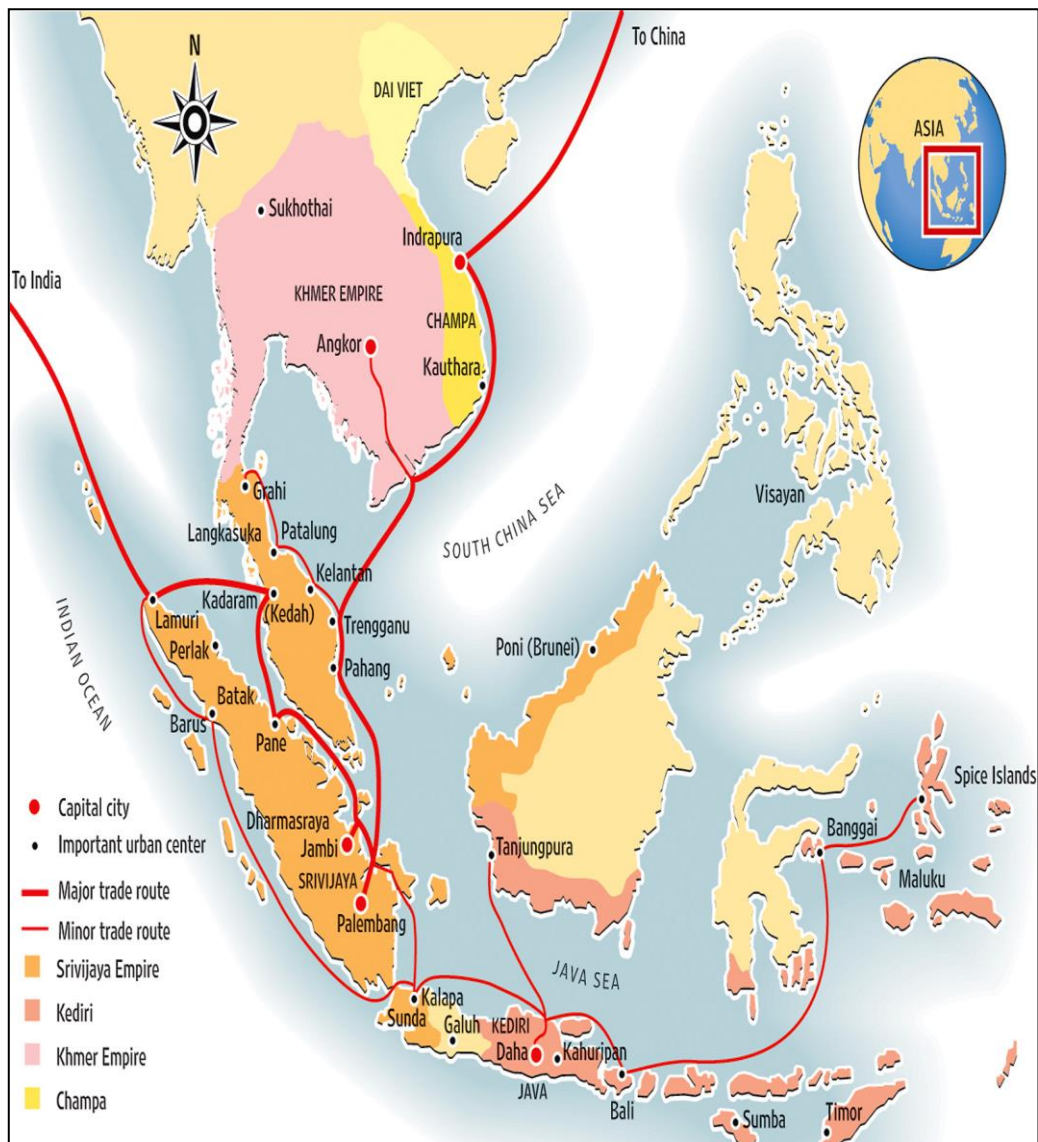 To China
N
DAI VIET
ASIA
Sukhothai
Indrapura
To India
KHMER EMPIRE
CHAMPA
Angkor
Kauthara
Grahi
Visayan
SOUTH CHINA SEA
Langkasuka
Patalung
Kelantan
Kadaram
(Kedah)
Lamuri
Trengganu
Perlak
Poni (Brunei)
Pahang
INDIAN OCEAN
Batak
Barus
Pane
Spice Islands
Capital city
Dharmasraya
Banggai
Important urban center
Jambi
Tanjungpura
Maluku
SRIVIJAYA
Major trade route
Palembang
Minor trade route
Srivijaya Empire
JAVA SEA
Kalapa
Kediri
Sunda
Galuh
KEDIRI
Daha
Kahuripan
Khmer Empire
JAVA
Bali
Champa
Sumba
Timor